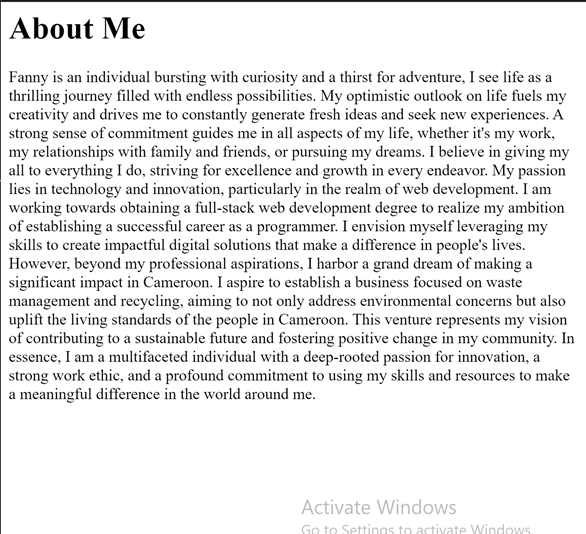 About Me
Fanny is an individual bursting with curiosity and a thirst for adventure, I see life as a
thrilling journey filled with endless possibilities. My optimistic outlook on life fuels my
creativity and drives me to constantly generate fresh ideas and seek new experiences. A
strong sense of commitment guides me in all aspects of my life, whether it's my work,
my relationships with family and friends, or pursuing my dreams. I believe in giving my
all to everything I do, striving for excellence and growth in every endeavor. My passion
lies in technology and innovation, particularly in the realm of web development. I am
working towards obtaining a full-stack web development degree to realize my ambition
of establishing a successful career as a programmer. I envision myself leveraging my
skills to create impactful digital solutions that make a difference in people's lives.
However, beyond my professional aspirations, I harbor a grand dream of making a
significant impact in Cameroon. I aspire to establish a business focused on waste
management and recycling, aiming to not only address environmental concerns but also
uplift the living standards of the people in Cameroon. This venture represents my vision
of contributing to a sustainable future and fostering positive change in my community. In
essence, I am a multifaceted individual with a deep-rooted passion for innovation, a
strong work ethic, and a profound commitment to using my skills and resources to make
a meaningful difference in the world around me.
Activate Windows
Go to Settings to activate Windows.